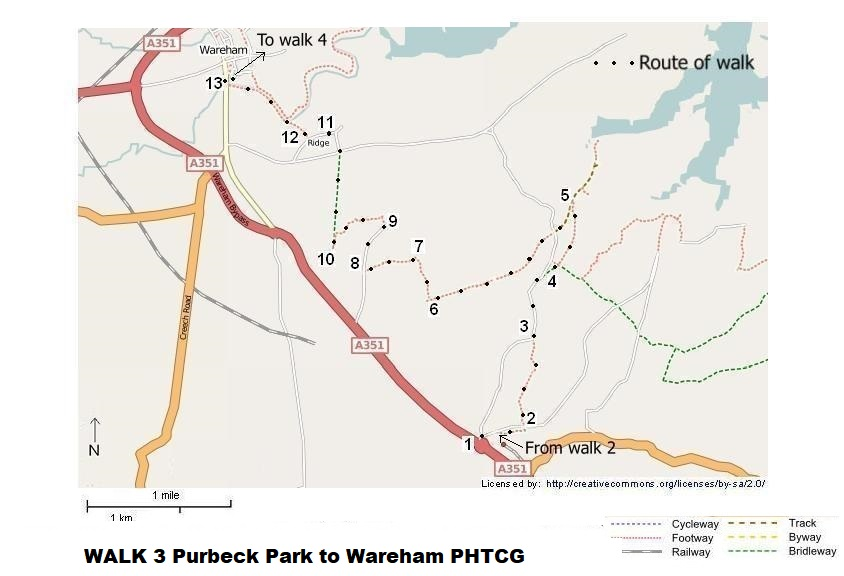 A351
Wareham
To walk 4
Route of walk
13
12
11
Ridge
A351
Wareham Bypass
5
9
10
8
7
4
6
Creech Road
3
A351
N
2
1
From walk 2
A351
Licensed by: http://creativecommons.org/licenses/by-sa/2.0/
1 mile
1 km
Cycleway
Track
Footway
Byway
Railway
Bridleway
WALK 3 Purbeck Park to Wareham PHTCG